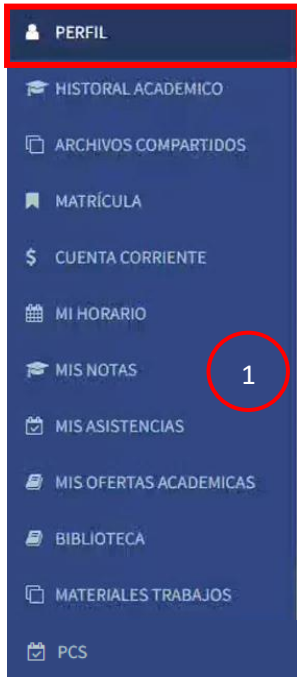 PERFIL
HISTORAL ACADEMICO
ARCHIVOS COMPARTIDOS
MATRÍCULA
$ CUENTA CORRIENTE
MI HORARIO
MIS NOTAS
1
MIS ASISTENCIAS
MIS OFERTAS ACADEMICAS
BIBLIOTECA
MATERIALES TRABAJOS
PCS